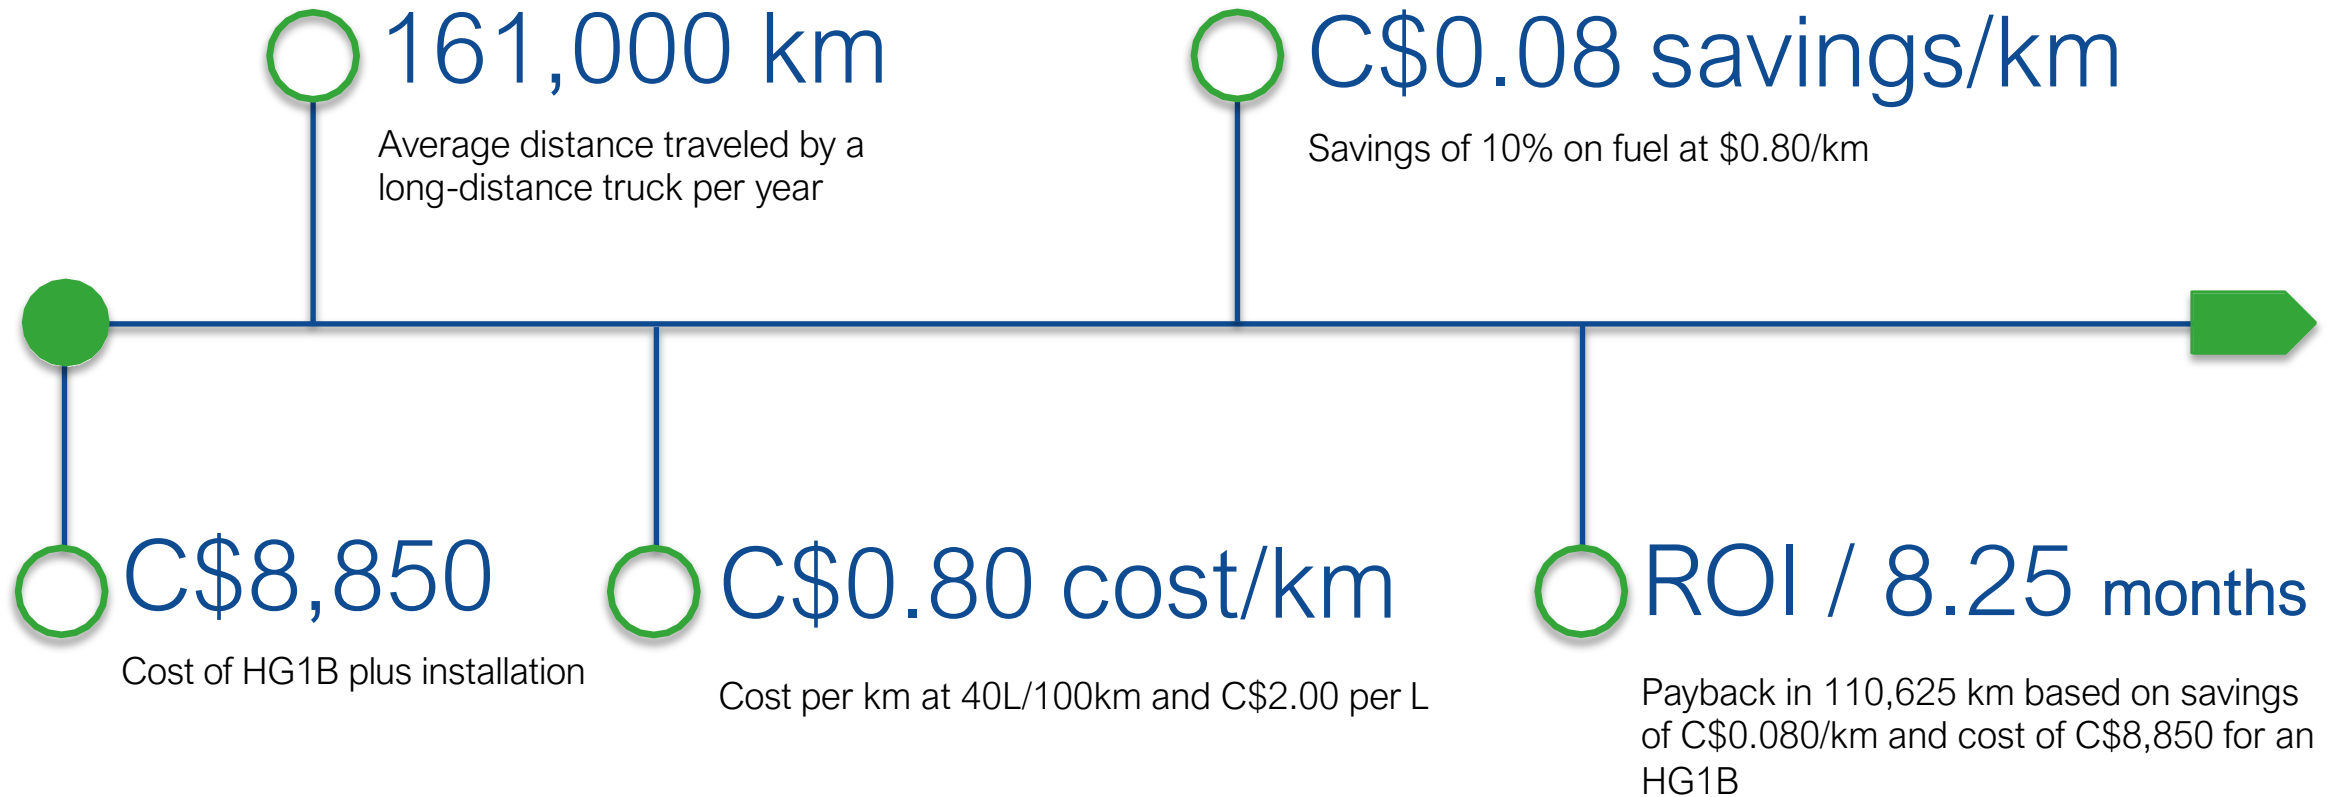 161,000 km
Average distance traveled by a
long-distance truck per year
C$0.08 savings/km
Savings of 10% on fuel at $0.80/km
C$8,850
Cost of HG1B plus installation
C$0.80 cost/km
Cost per km at 40L/100km and C$2.00 per L
ROI / 8.25 months
Payback in 110,625 km based on savings
of C$0.080/km and cost of C$8,850 for an
HG1B